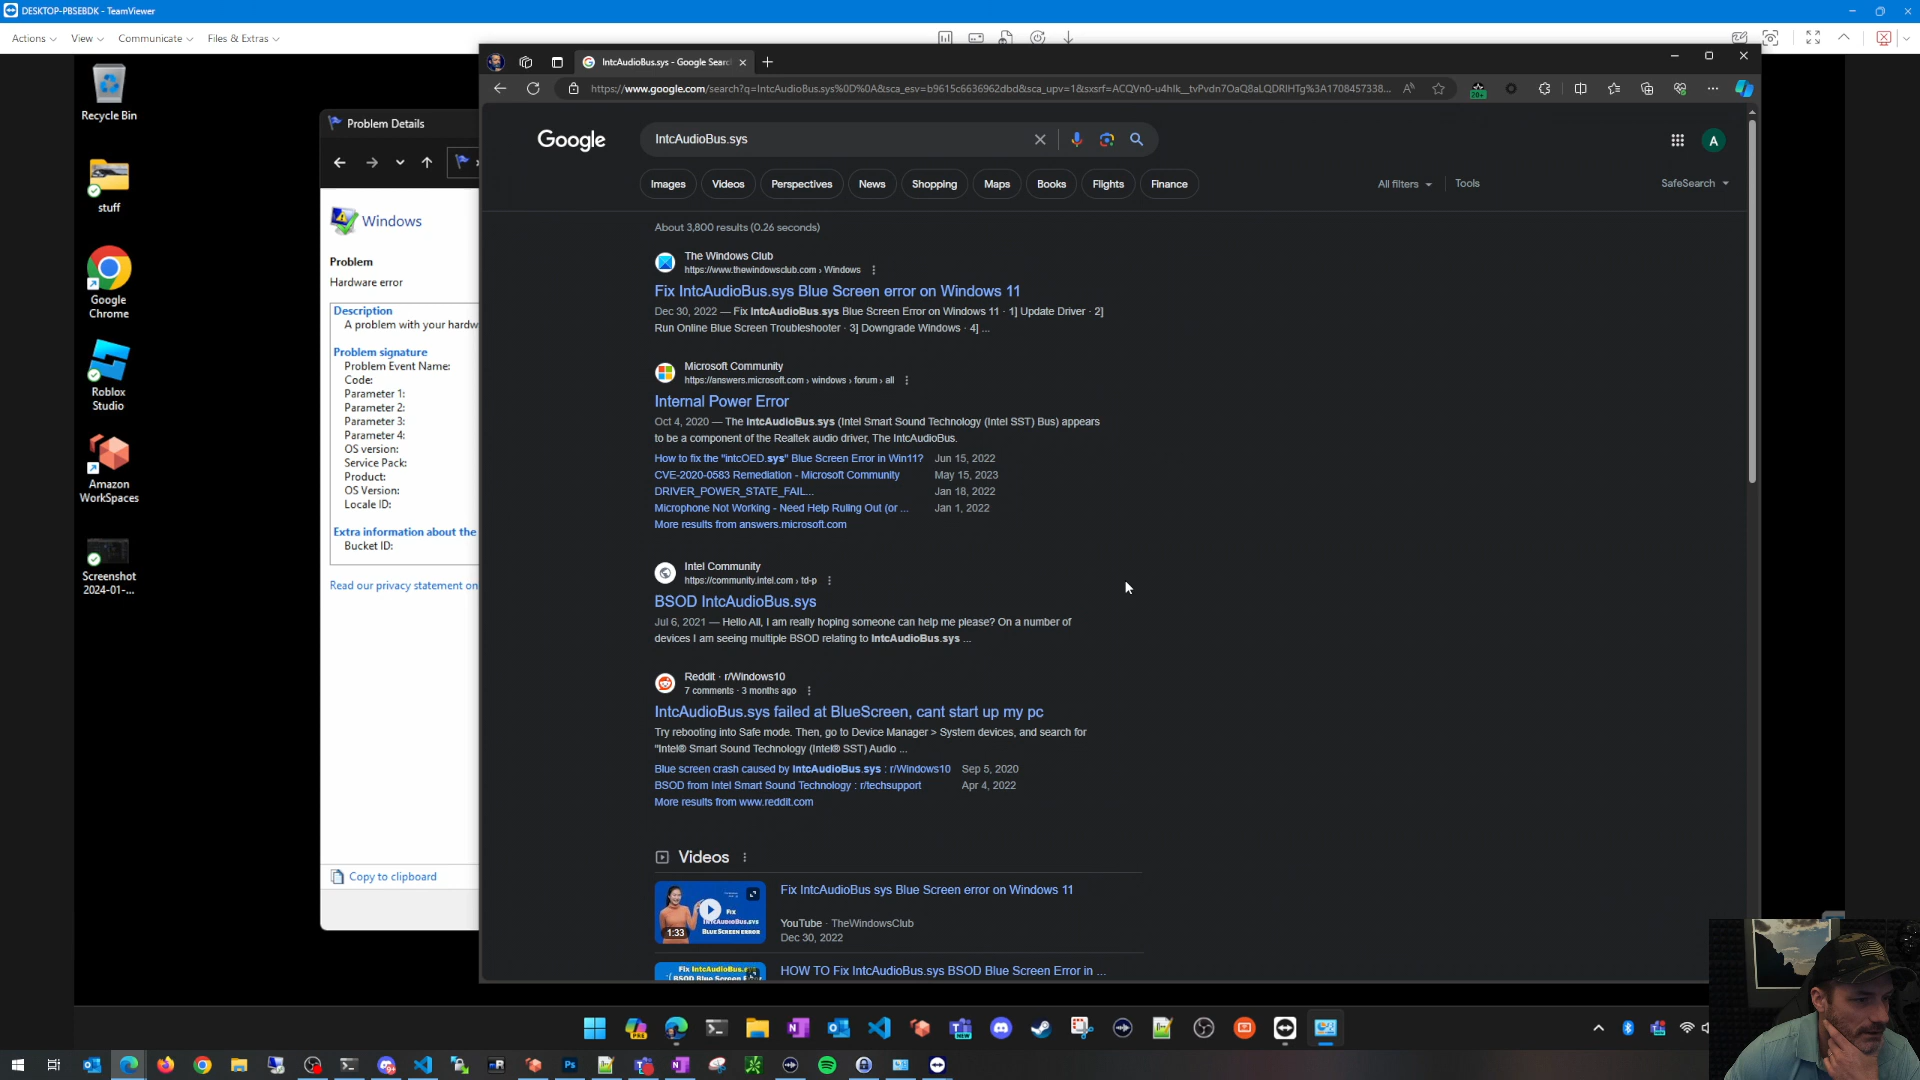 DESKTOP-PBSEBDK - TeamViewer
Actions
View
Communicate
Files & Extras
IntcAudioBus.sys - Google Searc
https://www.google.com/search?q=IntcAudioBus.sys%0D%0A&sca_esv=b9615c6636962dbd&sca_upv=1&sxsrf=ACQVn0-u4hIk__tvPvdn7OaQ8aLQDRlHTg%3A1708457338...
Recycle Bin
stuff
Google
Chrome
Roblox
Studio
Amazon
WorkSpaces
Screenshot
2024-01-...
Problem Details
Windows
Problem
Hardware error
Description
A problem with your hardw
Problem signature
Problem Event Name:
Code:
Parameter 1:
Parameter 2:
Parameter 3:
Parameter 4:
OS version:
Service Pack:
Product:
OS Version:
Locale ID:
Extra information about the
Bucket ID:
Read our privacy statement on
Copy to clipboard
Google
IntcAudioBus.sys
A
Images
Videos
Perspectives
News
Shopping
Maps
Books
Flights
Finance
All filters
Tools
SafeSearch
About 3,800 results (0.26 seconds)
The Windows Club
https://www.thewindowsclub.com › Windows
Fix IntcAudioBus.sys Blue Screen error on Windows 11
Dec 30, 2022 — Fix IntcAudioBus.sys Blue Screen Error on Windows 11 · 1] Update Driver · 2]
Run Online Blue Screen Troubleshooter · 3] Downgrade Windows · 4] ...
Microsoft Community
https://answers.microsoft.com › windows › forum › all
Internal Power Error
Oct 4, 2020 — The IntcAudioBus.sys (Intel Smart Sound Technology (Intel SST) Bus) appears
to be a component of the Realtek audio driver, The IntcAudioBus.
How to fix the "intcOED.sys" Blue Screen Error in Win11? Jun 15, 2022
CVE-2020-0583 Remediation - Microsoft Community May 15, 2023
DRIVER_POWER_STATE_FAIL... Jan 18, 2022
Microphone Not Working - Need Help Ruling Out (or ... Jan 1, 2022
More results from answers.microsoft.com
Intel Community
https://community.intel.com › td-p
BSOD IntcAudioBus.sys
Jul 6, 2021 — Hello All, I am really hoping someone can help me please? On a number of
devices I am seeing multiple BSOD relating to IntcAudioBus.sys ...
Reddit · r/Windows10
7 comments · 3 months ago
IntcAudioBus.sys failed at BlueScreen, cant start up my pc
Try rebooting into Safe mode. Then, go to Device Manager > System devices, and search for
"Intel® Smart Sound Technology (Intel® SST) Audio ...
Blue screen crash caused by IntcAudioBus.sys : r/Windows10 Sep 5, 2020
BSOD from Intel Smart Sound Technology : r/techsupport Apr 4, 2022
More results from www.reddit.com
Videos
Fix
IntcAudioBus.sys
Blue Screen error
1:33
Fix IntcAudioBus sys Blue Screen error on Windows 11
YouTube · TheWindowsClub
Dec 30, 2022
HOW TO Fix IntcAudioBus.sys BSOD Blue Screen Error in ...